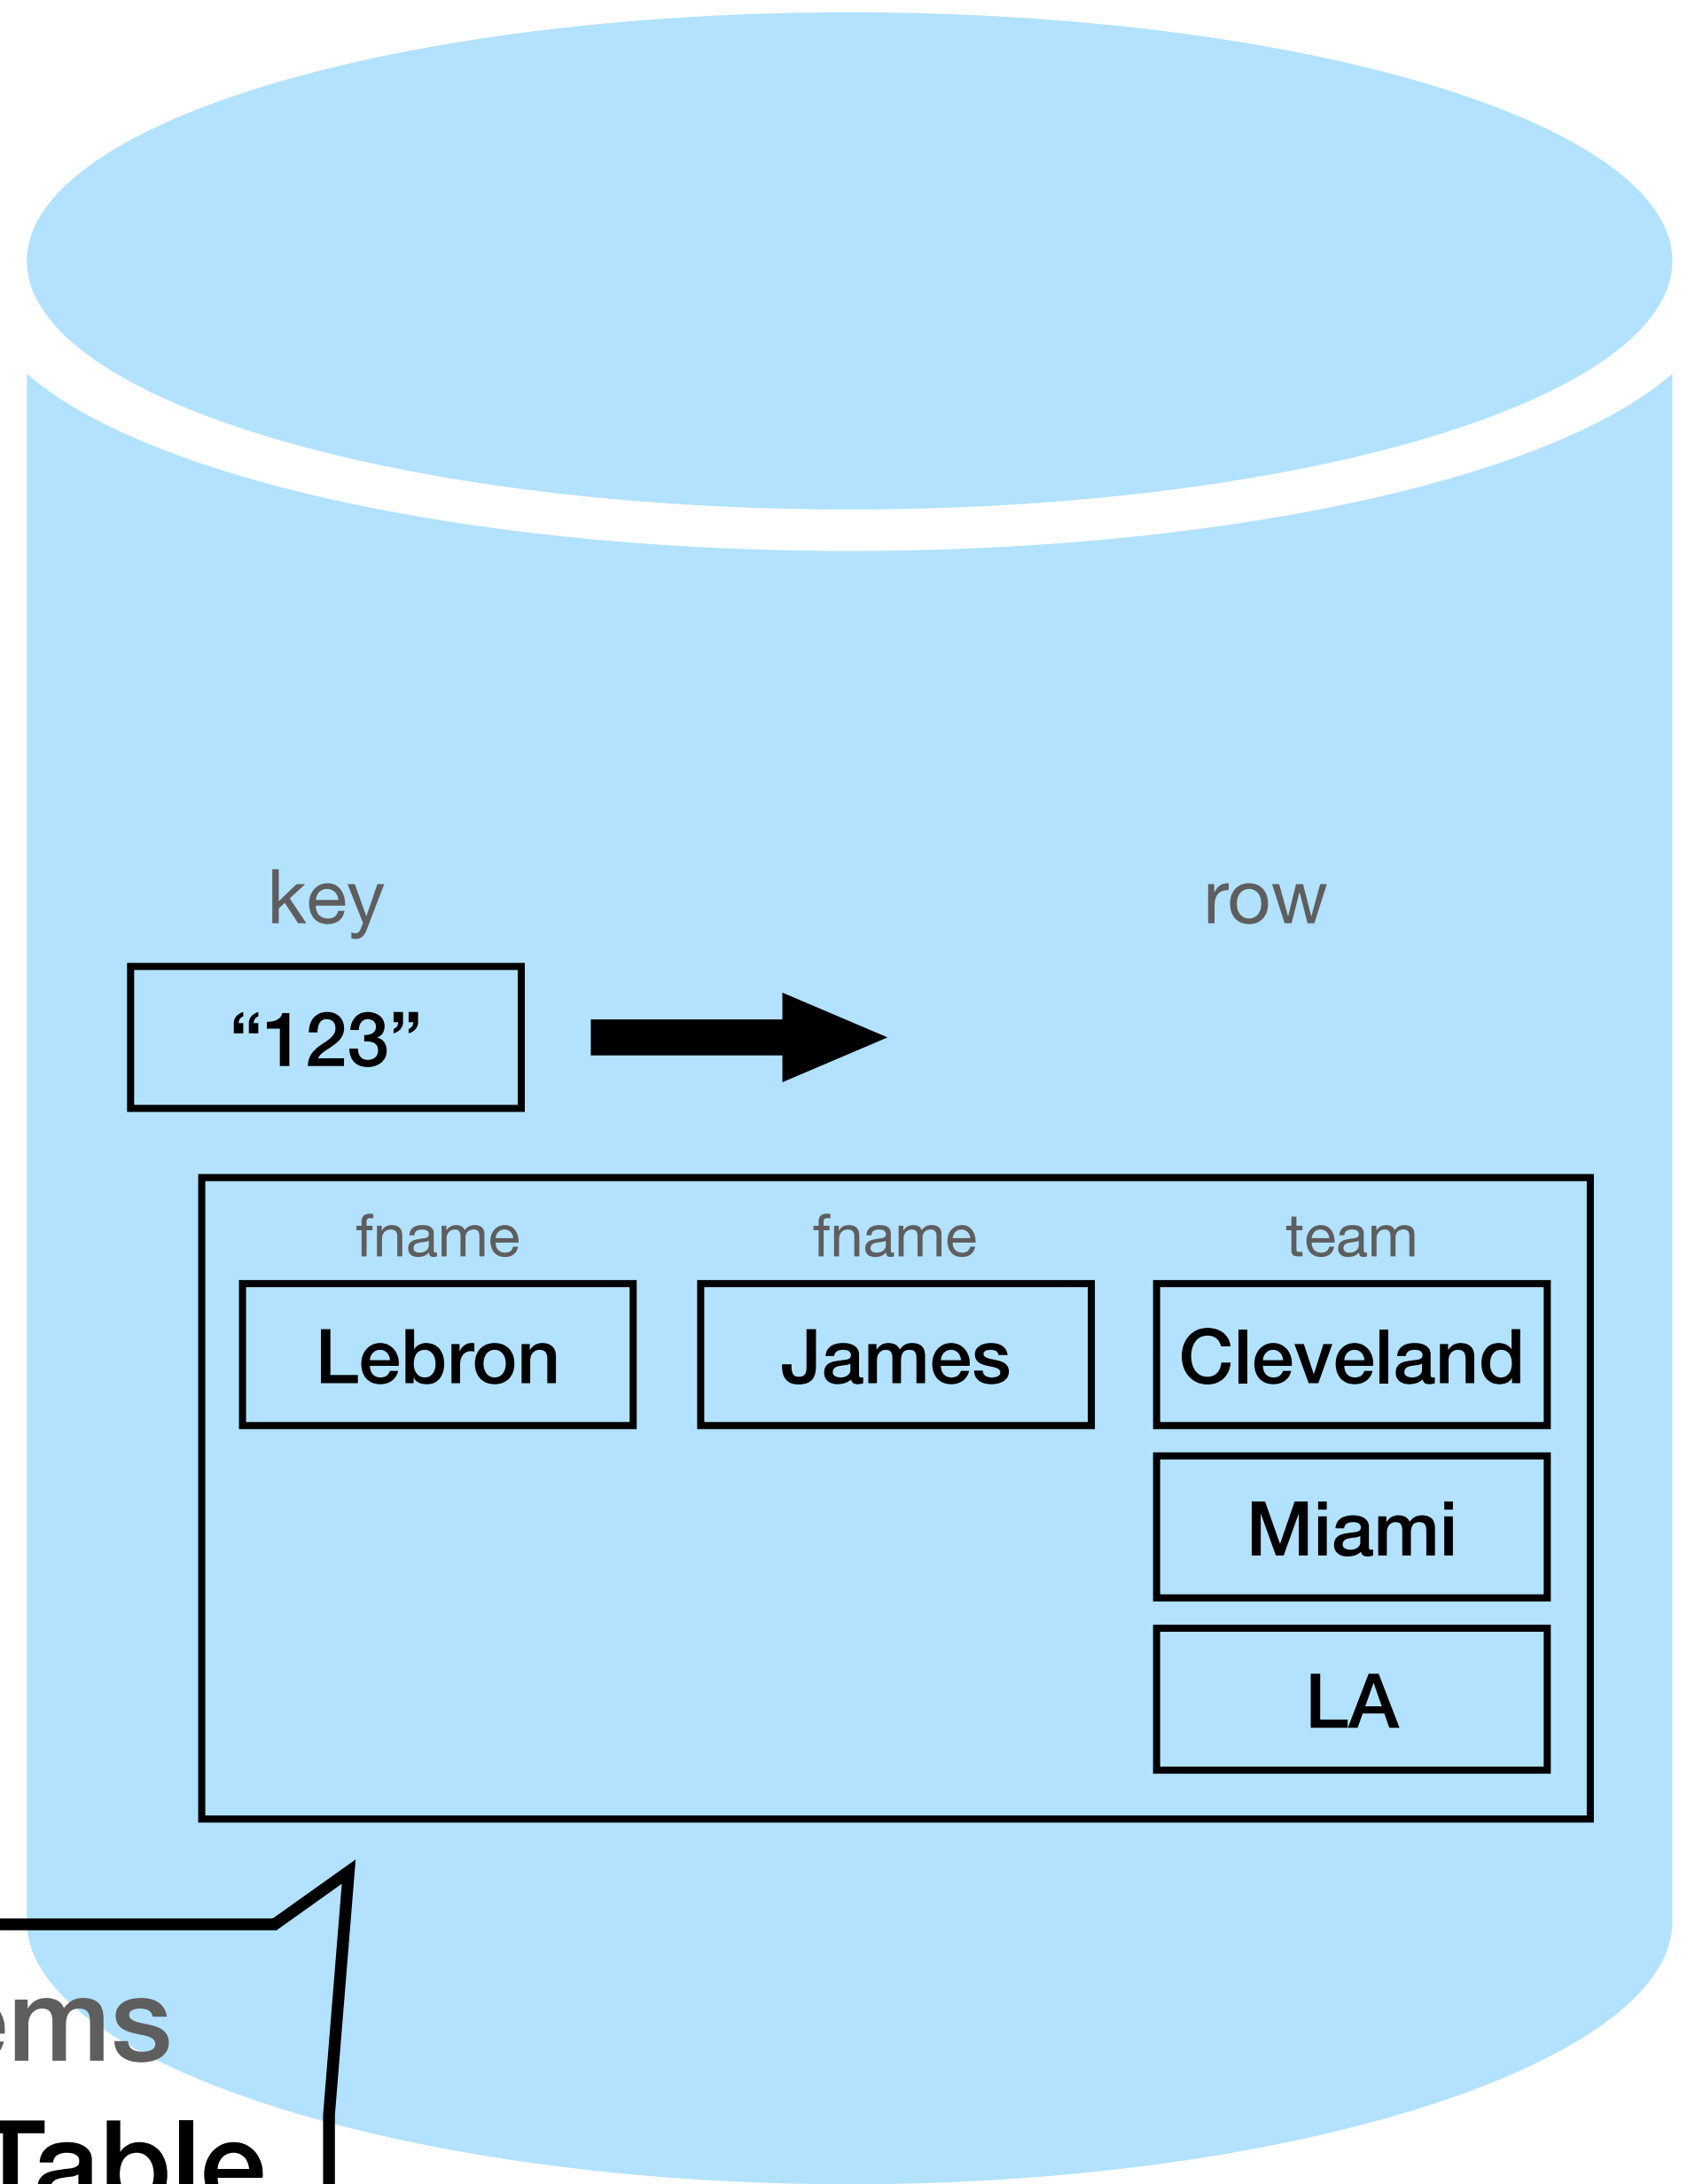 key row
“123”
fname fname team
Lebron James Cleveland
Miami
LA
ems
Table